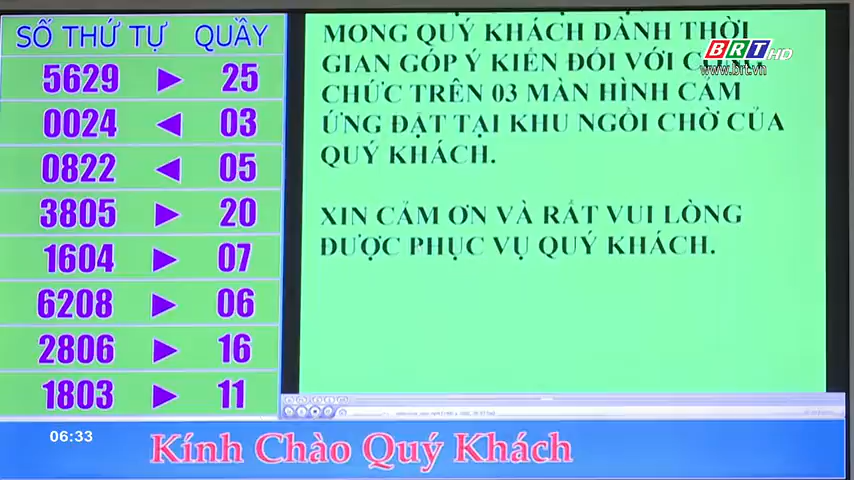 SỐ THỨ TỰ QUẦY
5629 ▶ 25
0024 ◀ 03
0822 ◀ 05
3805 ▶ 20
1604 ▶ 07
6208 ▶ 06
2806 ▶ 16
1803 ▶ 11
MONG QUÝ KHÁCH DÀNH THỜI
GIAN GÓP Ý KIẾN ĐỐI VỚI CÔNG
CHỨC TRÊN 03 MÀN HÌNH CẢM
ỨNG ĐẶT TẠI KHU NGỒI CHỜ CỦA
QUÝ KHÁCH.
XIN CẢM ƠN VÀ RẤT VUI LÒNG
ĐƯỢC PHỤC VỤ QUÝ KHÁCH.
BRT HD
www.brt.vn
06:33
Kính Chào Quý Khách